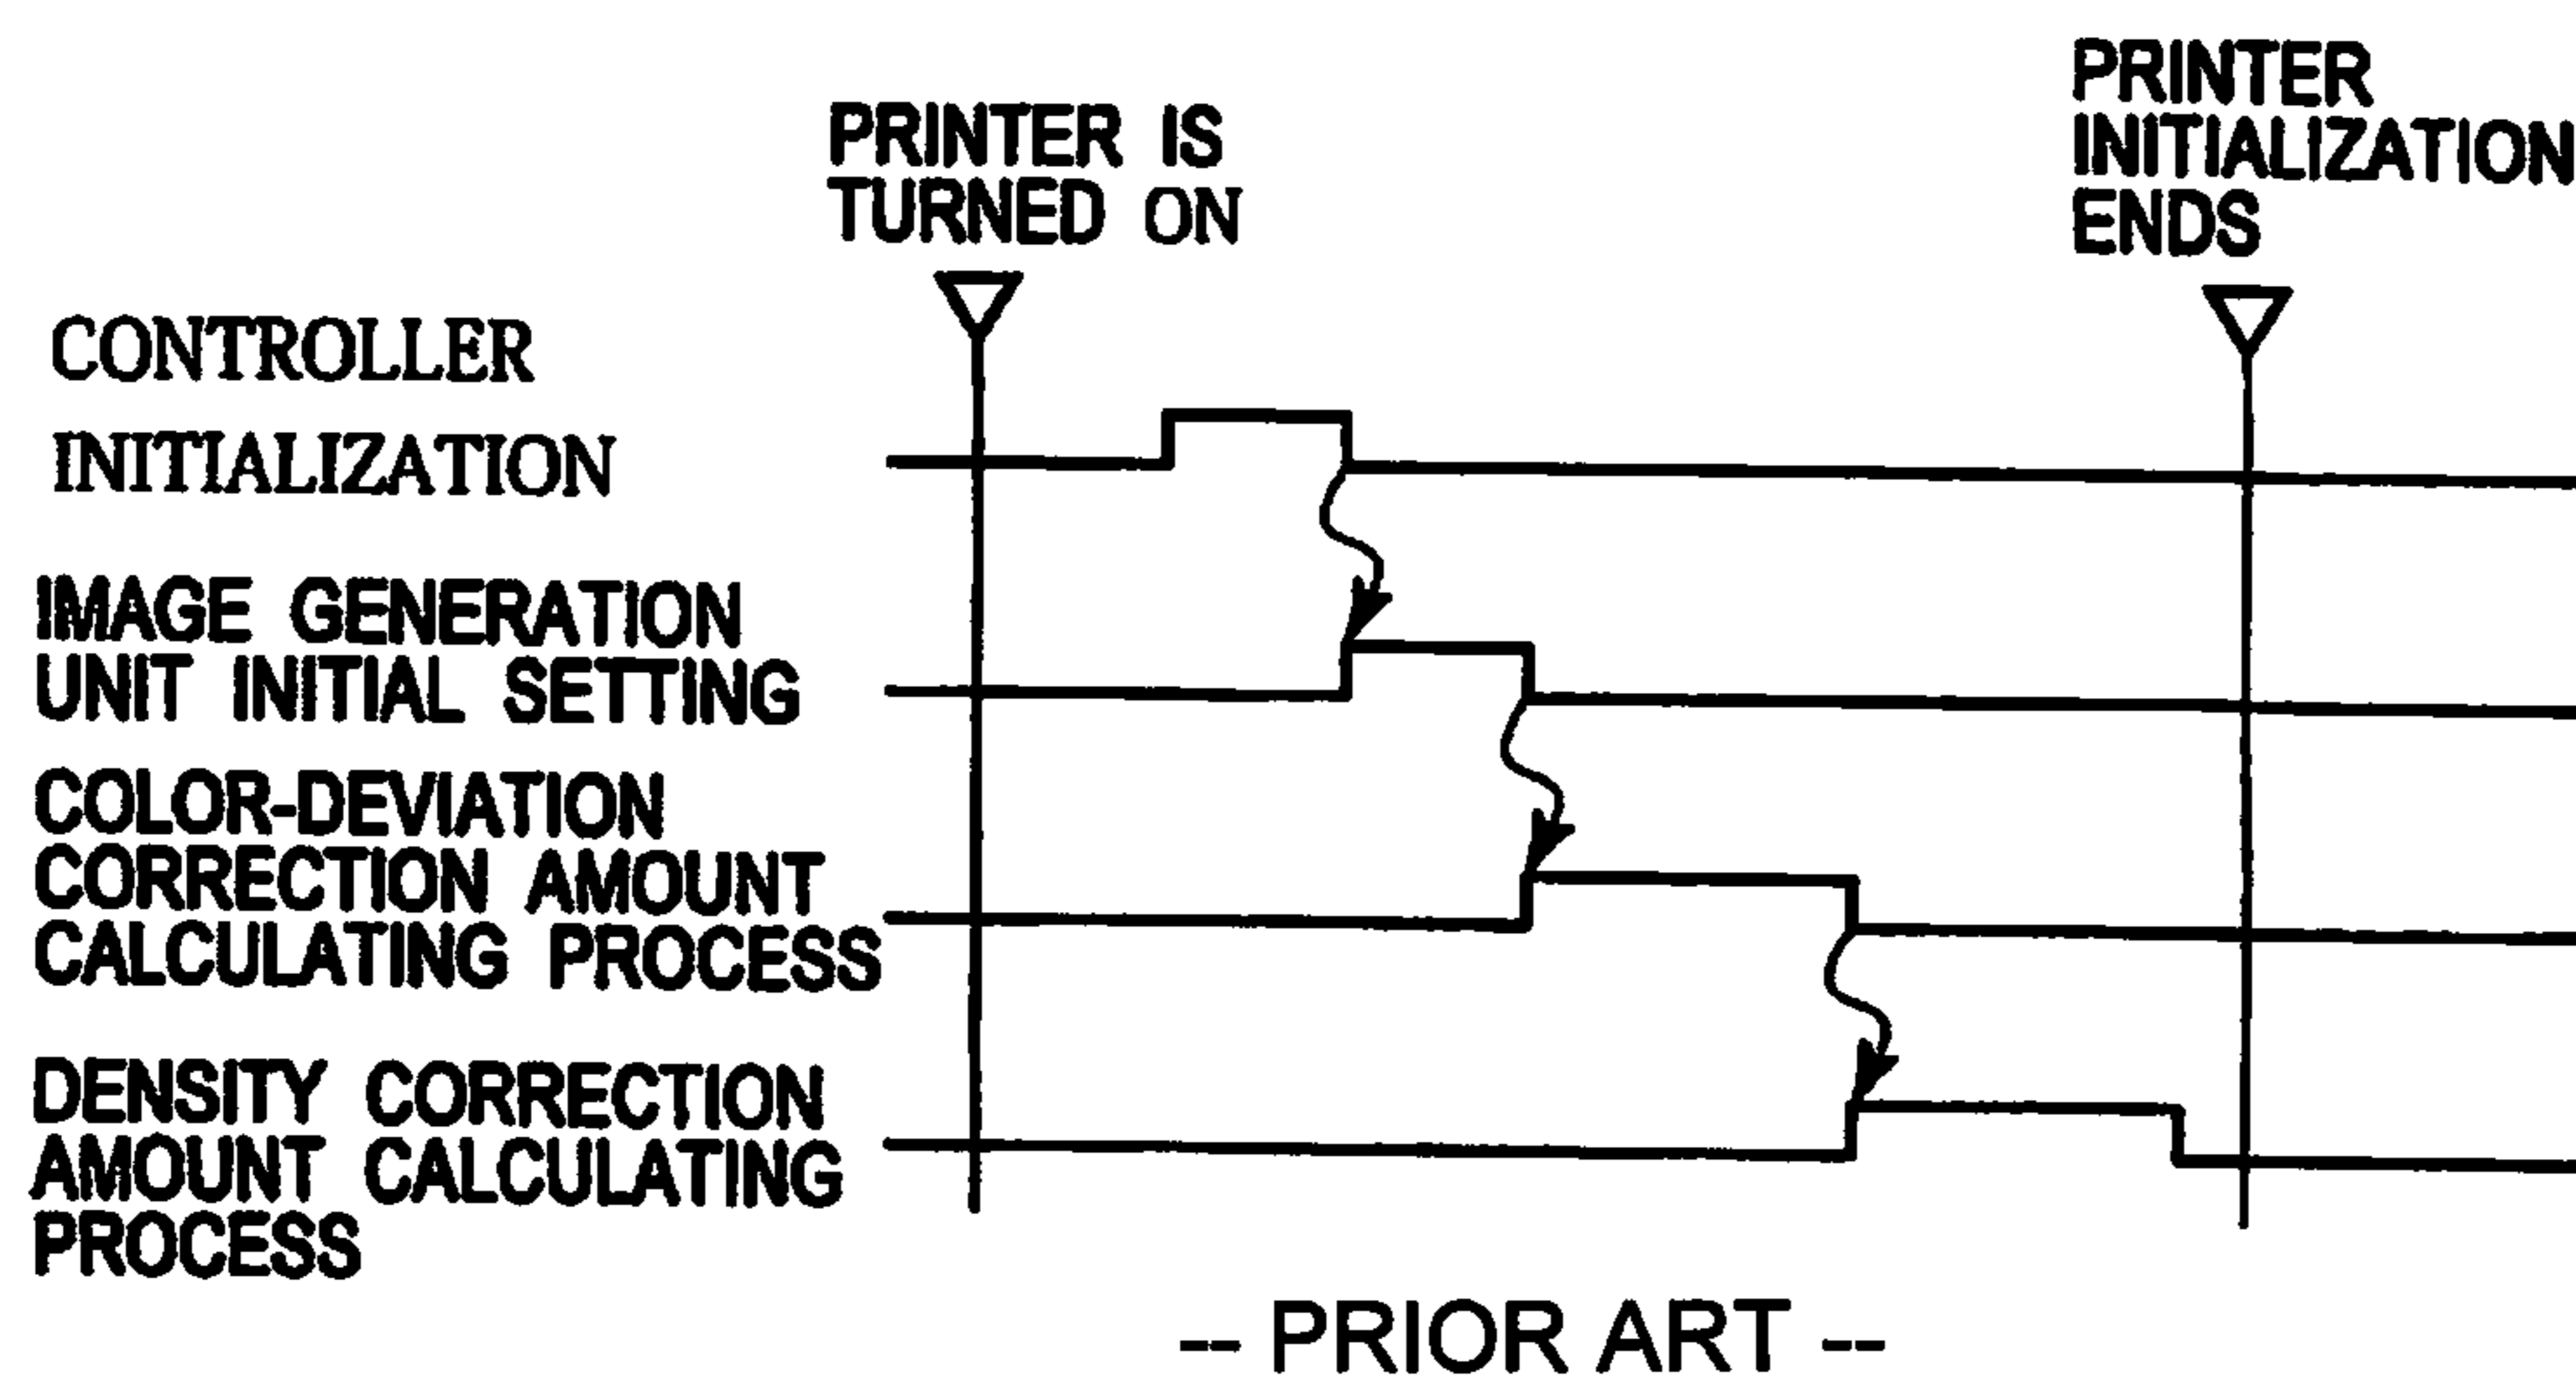 PRINTER IS
TURNED ON
PRINTER
INITIALIZATION
ENDS
CONTROLLER
INITIALIZATION
IMAGE GENERATION
UNIT INITIAL SETTING
COLOR-DEVIATION
CORRECTION AMOUNT
CALCULATING PROCESS
DENSITY CORRECTION
AMOUNT CALCULATING
PROCESS
-- PRIOR ART --